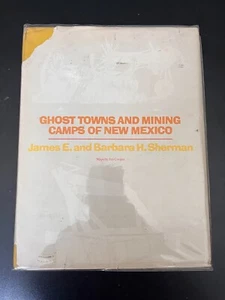 GHOST TOWNS AND MINING
CAMPS OF NEW MEXICO
James E. and Barbara H. Sherman